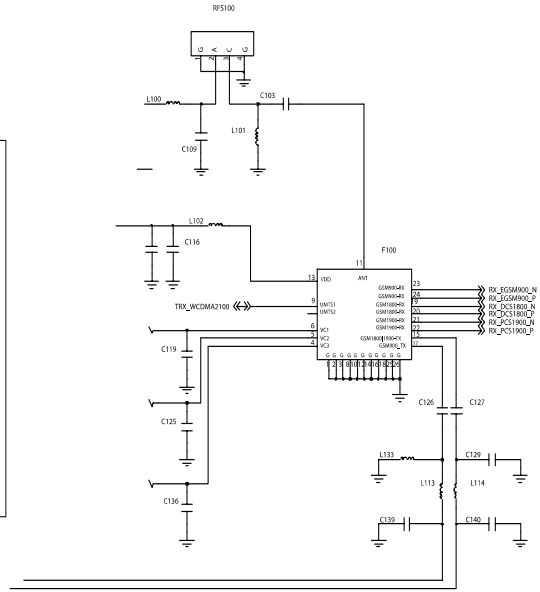 RFS100
G A C G
1 2 3 4
L100
C103
L101
C109
L102
C116
F100
11
ANT
13 VDD
TRX_WCDMA2100
9 UMTS1
UMTS2
6 VC1
5 VC2
4 VC3
GSM900-RX 23 RX_EGSM900_N
GSM900-RX 24 RX_EGSM900_P
GSM1800-RX 19 RX_DCS1800_N
GSM1800-RX 20 RX_DCS1800_P
GSM1900-RX 21 RX_PCS1900_N
GSM1900-RX 22 RX_PCS1900_P
GSM1800|1900-TX 15
GSM900_TX 17
G G G G G G G G G G G
C119
C125
C136
C126
C127
L133
C129
L113
L114
C139
C140